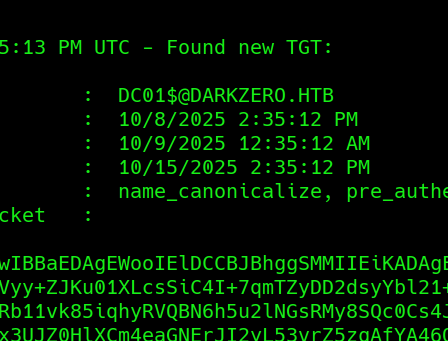 5:13 PM UTC - Found new TGT:
: DC01$@DARKZERO.HTB
: 10/8/2025 2:35:12 PM
: 10/9/2025 12:35:12 AM
: 10/15/2025 2:35:12 PM
: name_canonicalize, pre_authe
cket :
wIBBaEDAgEWooIElDCCBJBhggSMMIIEiKADAgE
Vyy+ZJKu01XLcsSiC4I+7qmTZyDD2dsyYbl21+
Rb11vk85iqhyRVQBN6h5u2lNGsRMy8SQc0Cs4J
x3UJZ0HlXCm4eaGNErJI2yL53vrZ5zgAfYA46O